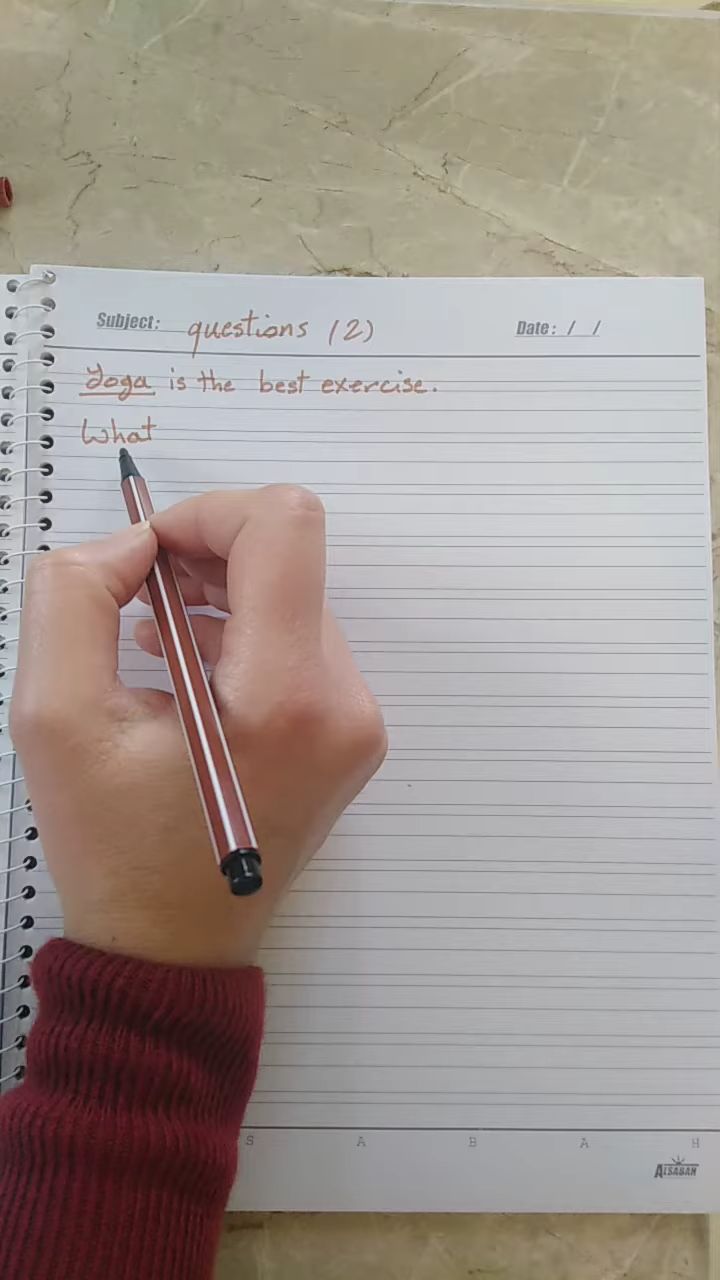 Subject: questions (2) Date: / /
Yoga is the best exercise.
What
S A B A H
ALSABAH